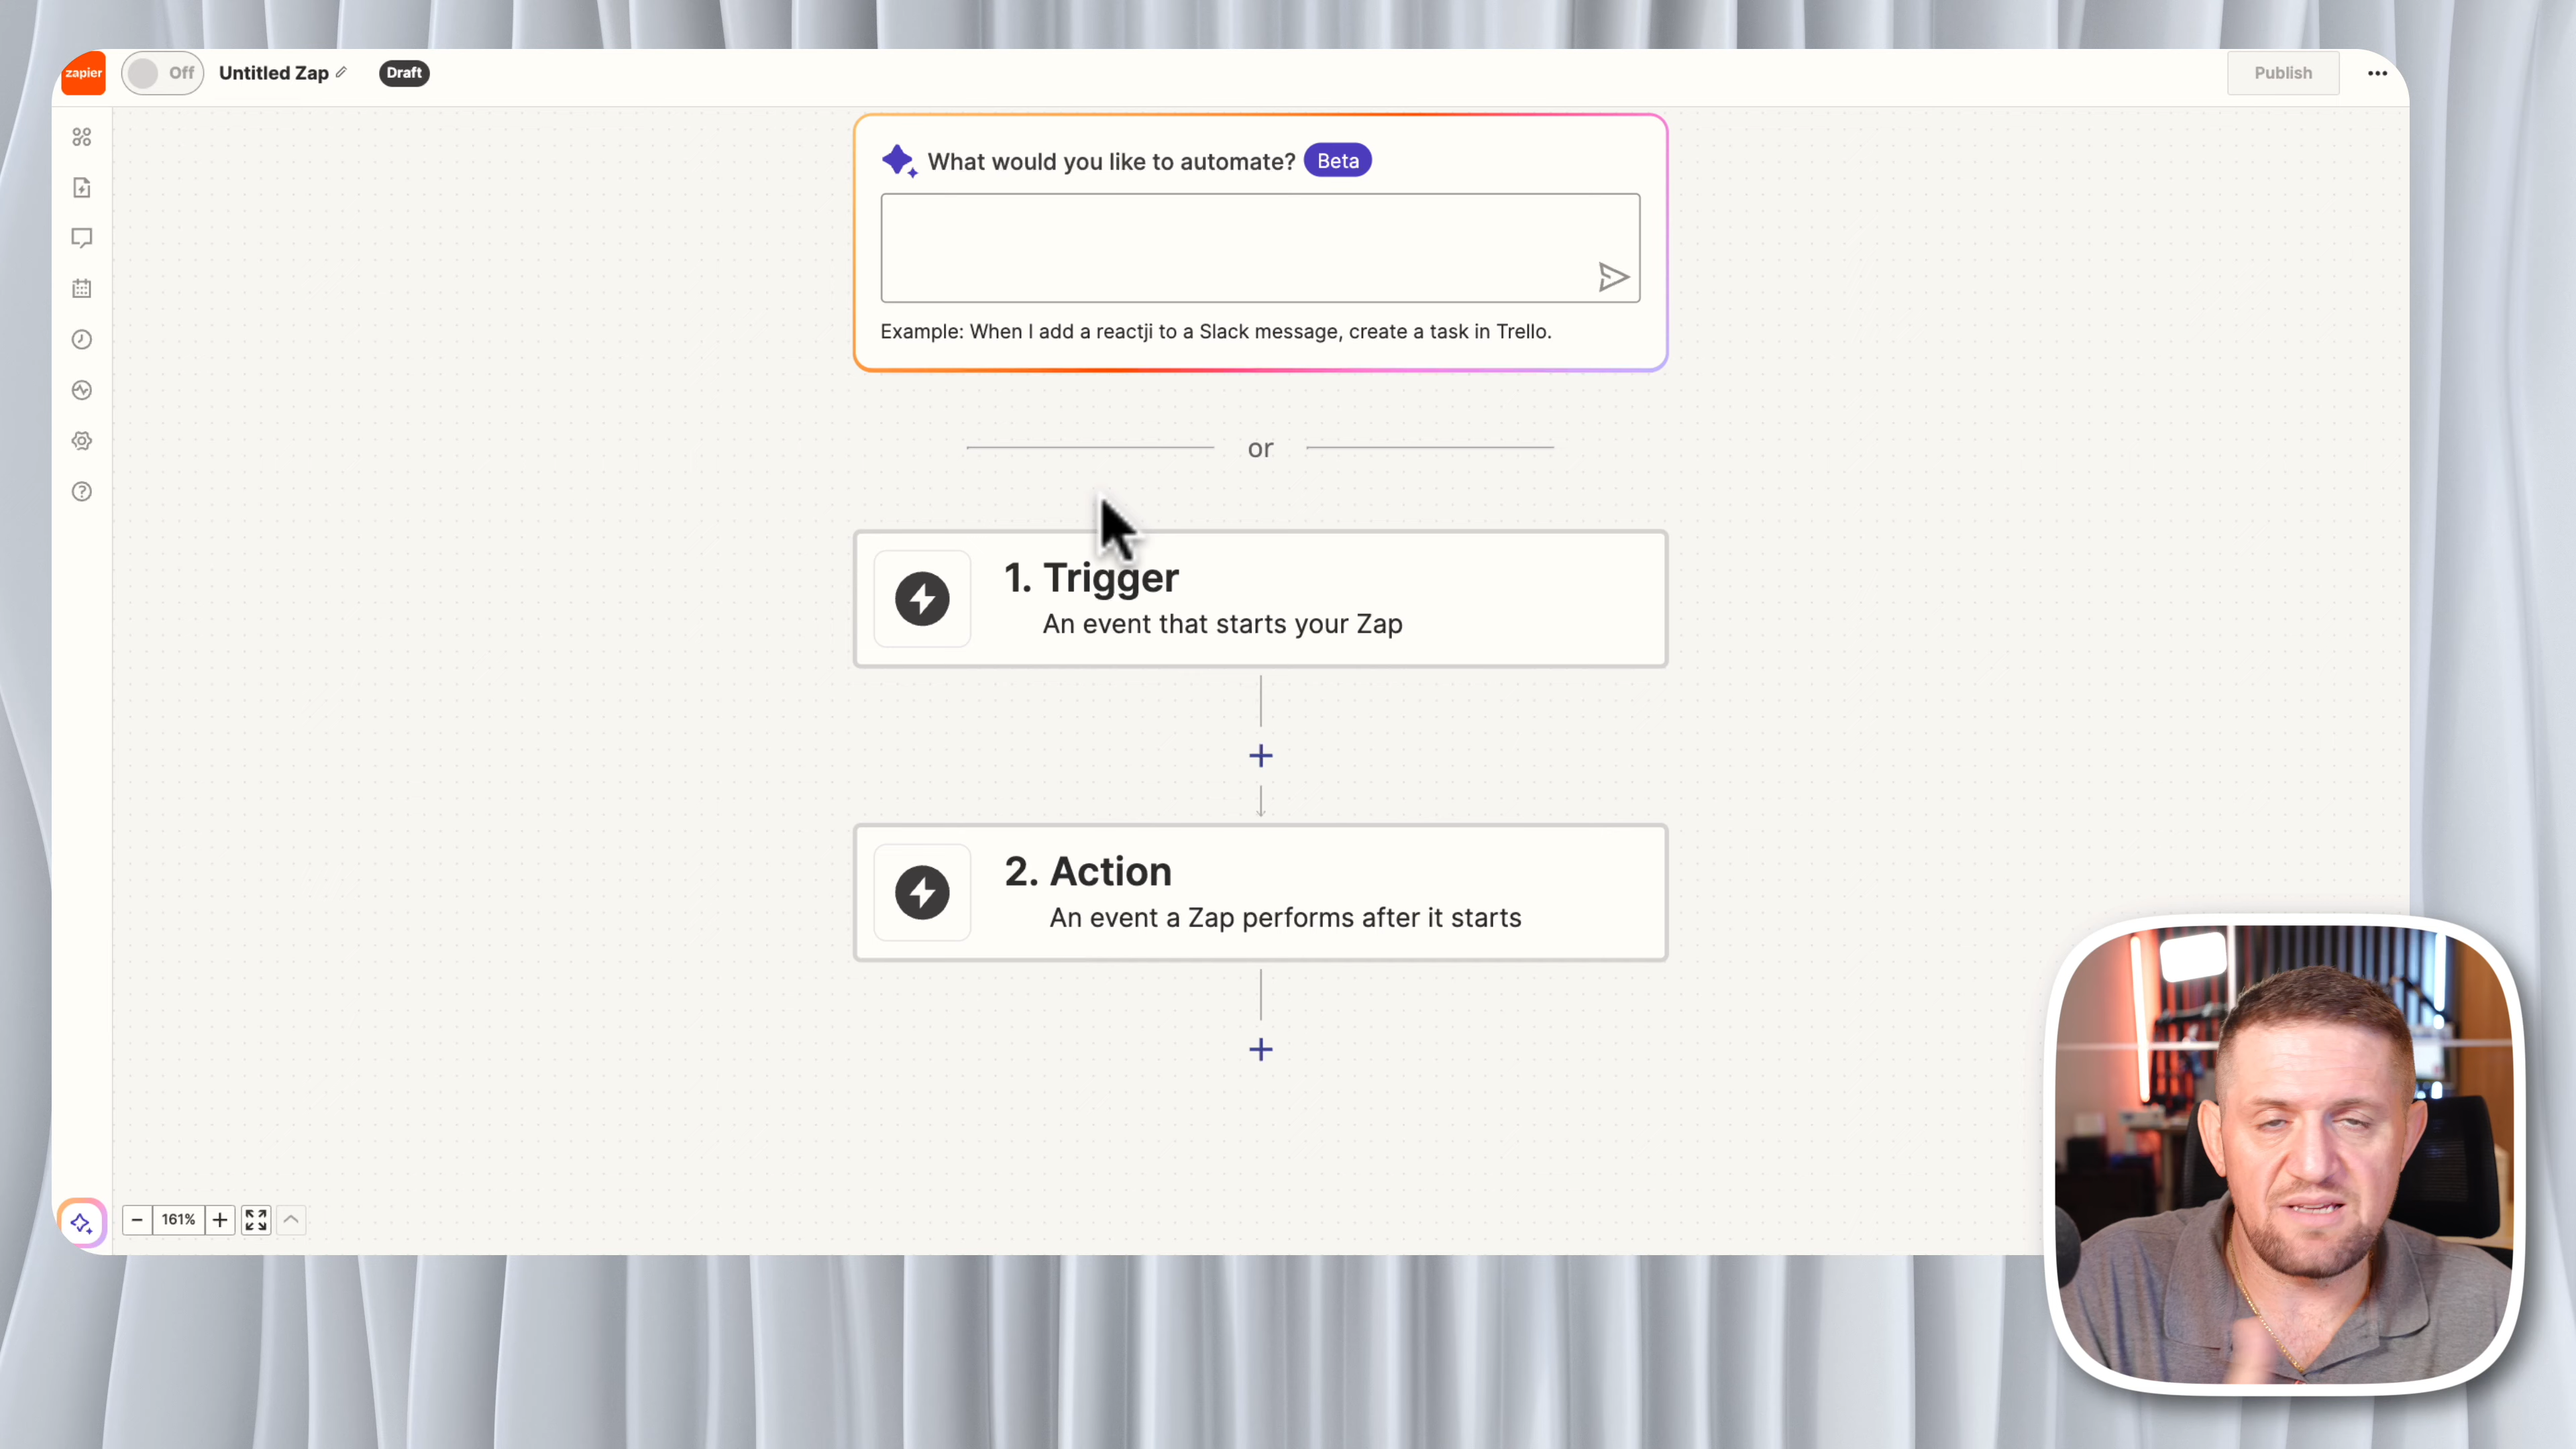 zapier
Off
Untitled Zap
Draft
Publish
What would you like to automate? Beta
Example: When I add a reactji to a Slack message, create a task in Trello.
or
1. Trigger
An event that starts your Zap
2. Action
An event a Zap performs after it starts
161%